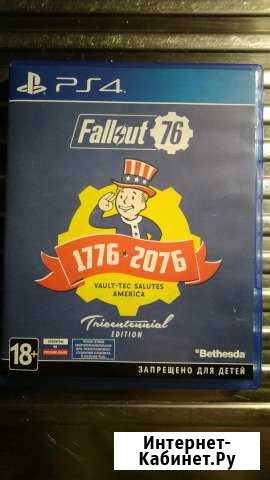 PS4
Fallout 76
1776 2076
VAULT-TEC SALUTES
AMERICA
Tricentennial
EDITION
18+
Bethesda
ЗАПРЕЩЕНО ДЛЯ ДЕТЕЙ
Интернет-
Кабинет.Ру